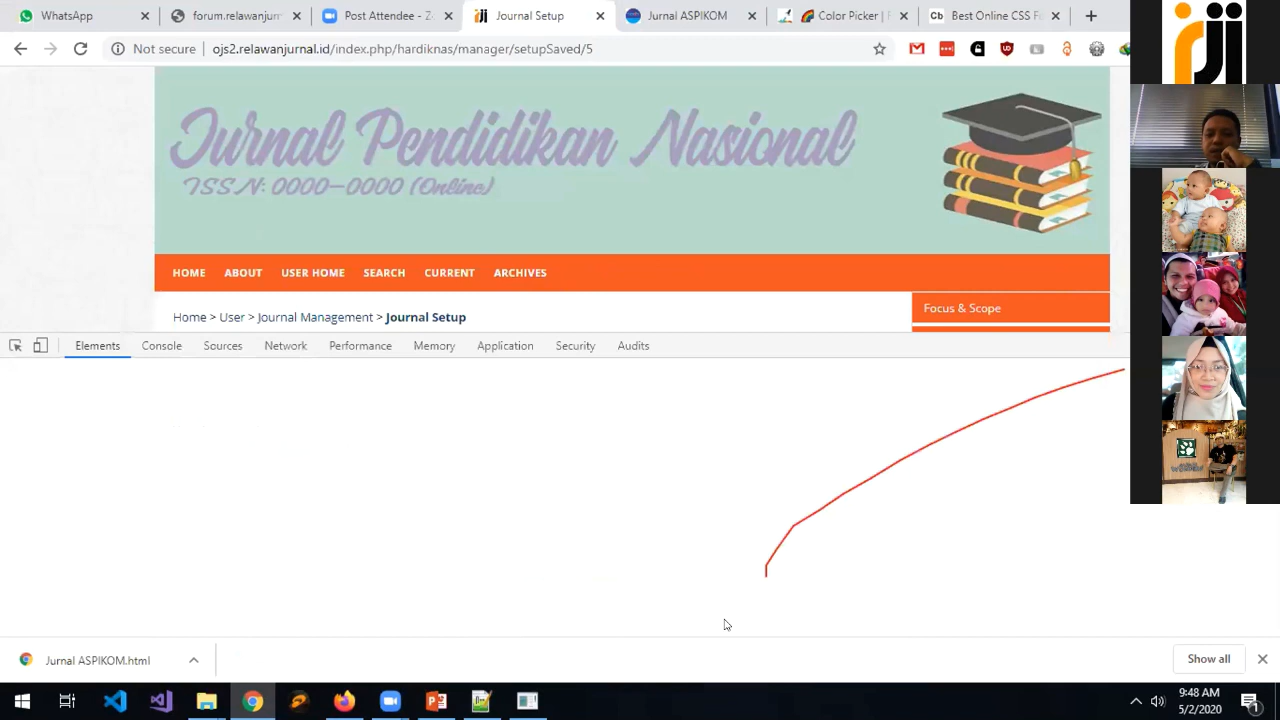 WhatsApp
forum.relawanjurn
Post Attendee - Z
Journal Setup
Jurnal ASPIKOM
Color Picker | F
Cb Best Online CSS Fi
Not secure
ojs2.relawanjurnal.id/index.php/hardiknas/manager/setupSaved/5
Jurnal Pendidikan Nasional
ISSN: 0000-0000 (Online)
HOME ABOUT USER HOME SEARCH CURRENT ARCHIVES
Home > User > Journal Management > Journal Setup
Focus & Scope
Elements Console Sources Network Performance Memory Application Security Audits
Jurnal ASPIKOM.html
Show all
9:48 AM
5/2/2020
1